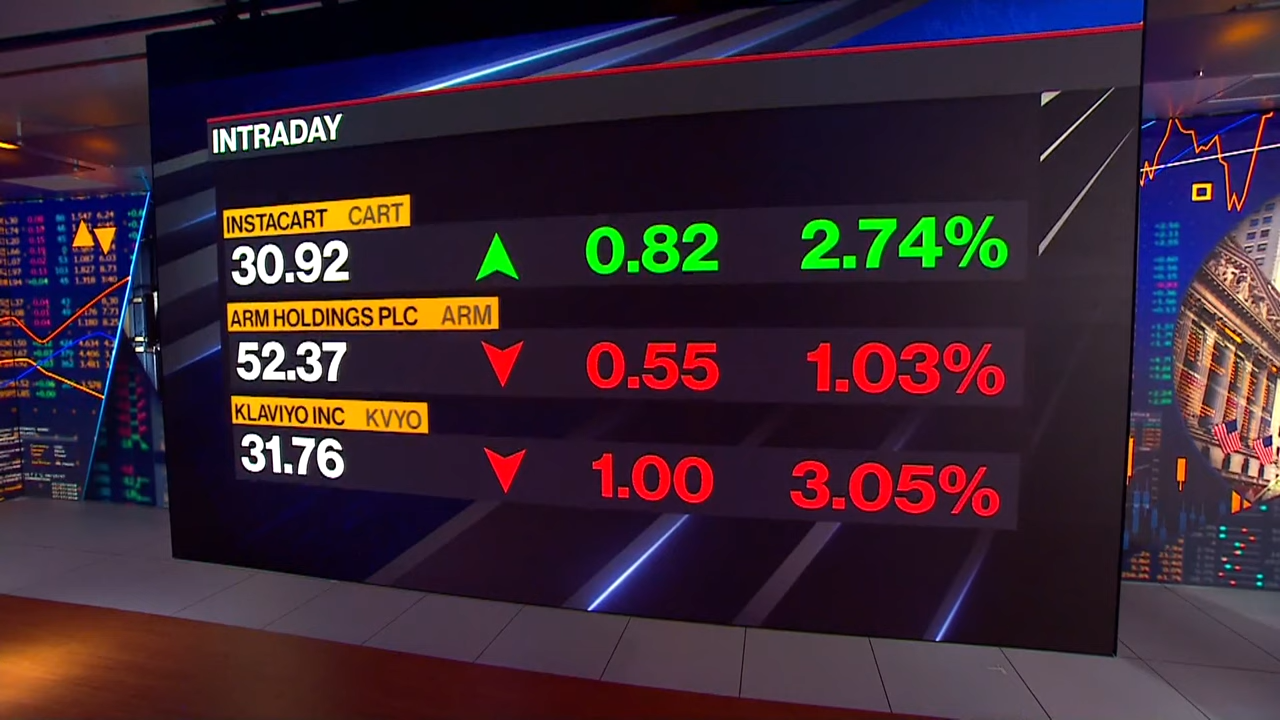 INTRADAY
INSTACART CART
30.92 0.82 2.74%
ARM HOLDINGS PLC ARM
52.37 0.55 1.03%
KLAVIYO INC KVYO
31.76 1.00 3.05%